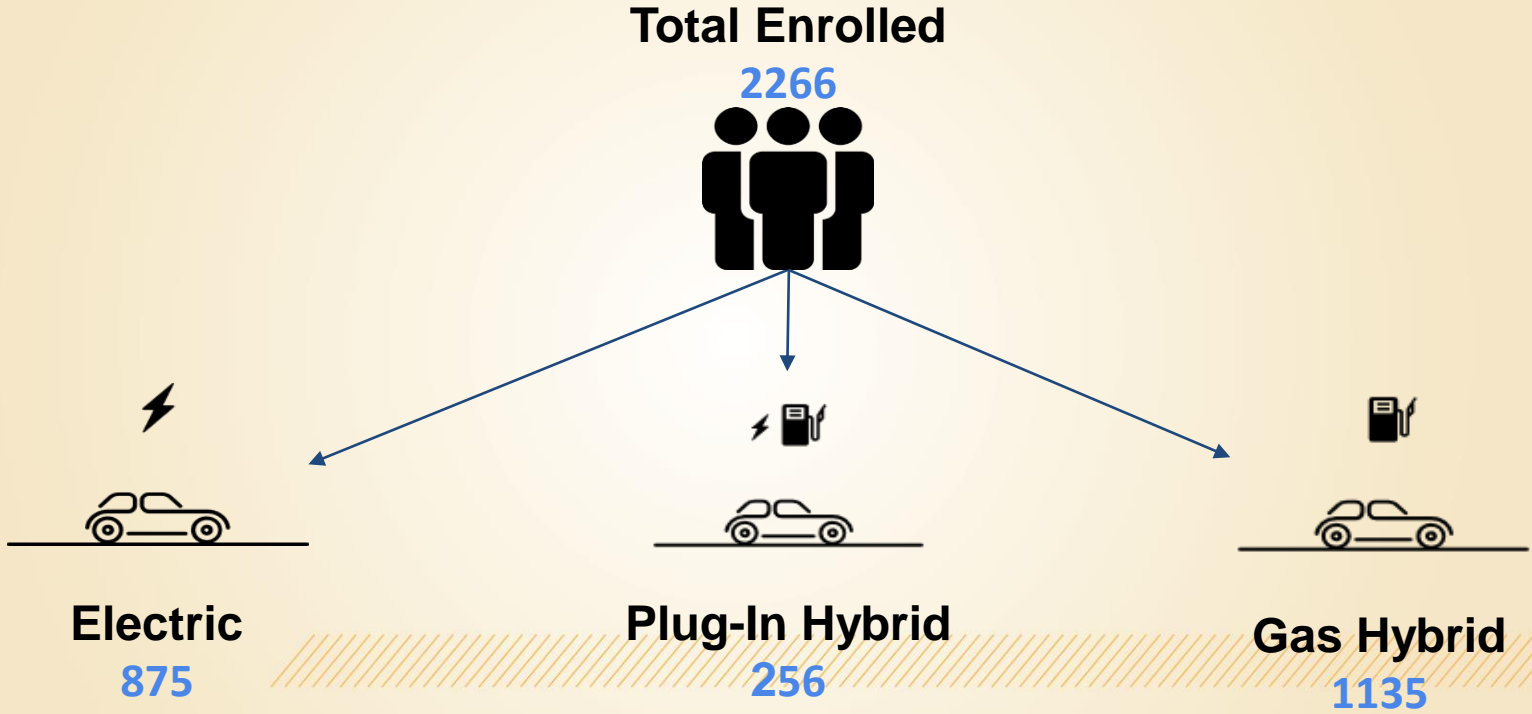 Total Enrolled
2266
Electric
875
Plug-In Hybrid
256
Gas Hybrid
1135